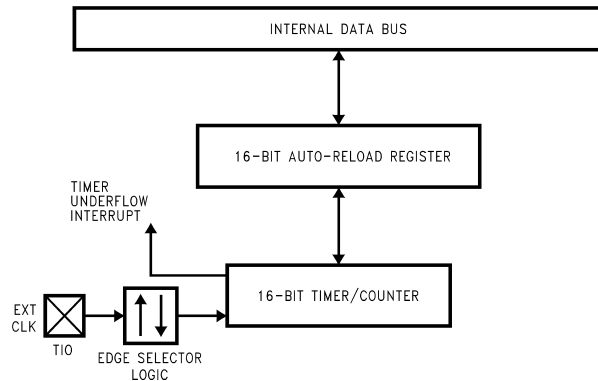 INTERNAL DATA BUS
16-BIT AUTO-RELOAD REGISTER
TIMER
UNDERFLOW
INTERRUPT
16-BIT TIMER/COUNTER
EXT
CLK
TIO
EDGE SELECTOR
LOGIC